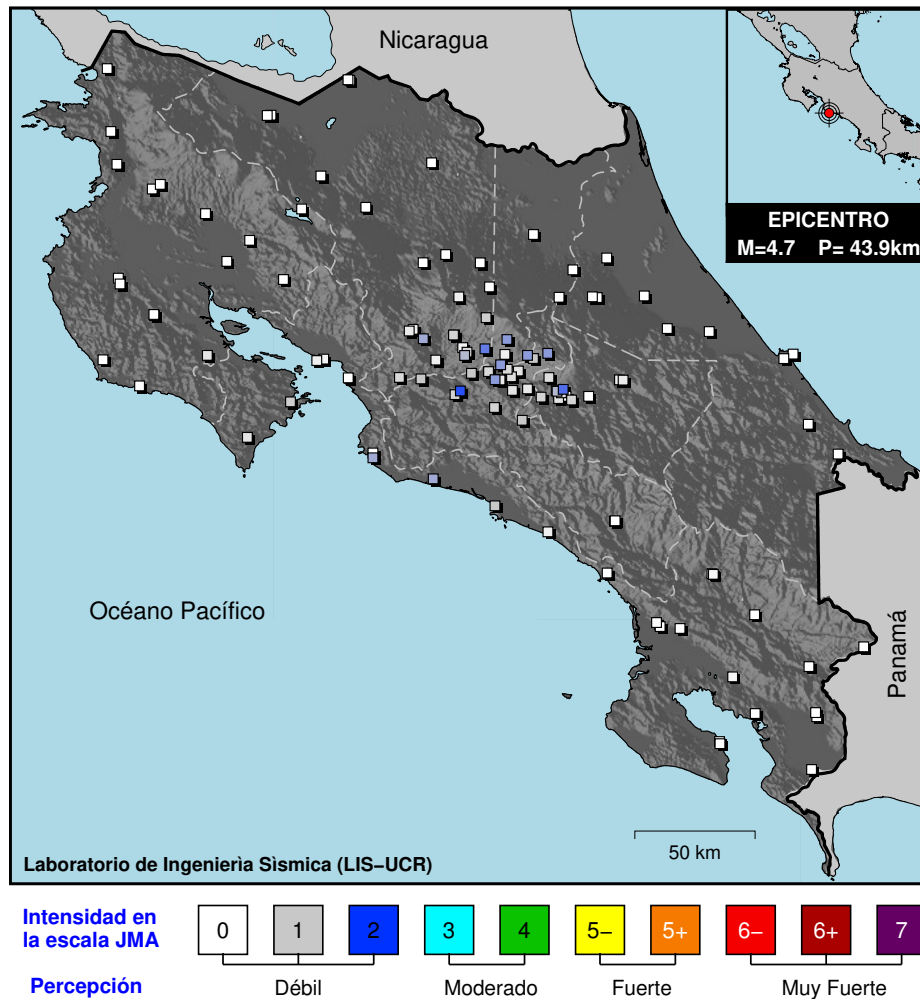 Nicaragua
EPICENTRO
M=4.7 P= 43.9km
Océano Pacífico
Panamá
50 km
Laboratorio de Ingenierìa Sìsmica (LIS−UCR)
Intensidad en
la escala JMA
0 1 2 3 4 5− 5+ 6− 6+ 7
Percepción Débil Moderado Fuerte Muy Fuerte